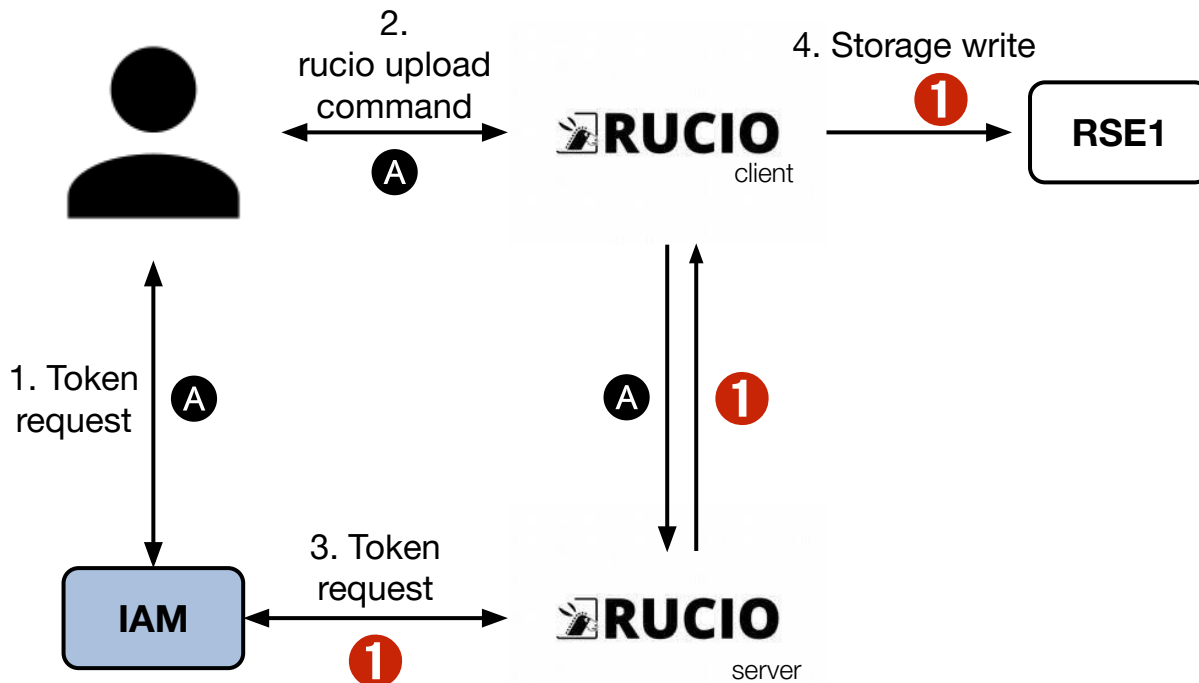 2.
rucio upload
command
A
RUCIO
client
4. Storage write
1
RSE1
1. Token
request
A
A
1
3. Token
request
1
IAM
RUCIO
server